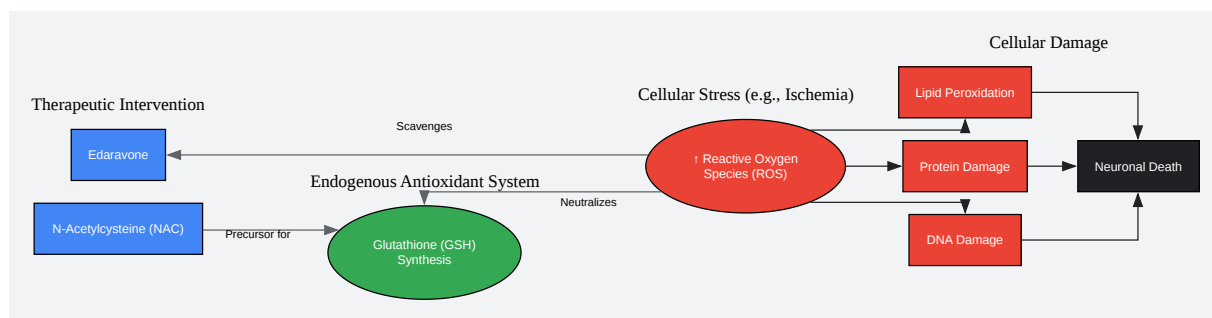 Cellular Damage
Lipid Peroxidation
Cellular Stress (e.g., Ischemia)
Therapeutic Intervention
Scavenges
Edaravone
↑ Reactive Oxygen
Species (ROS)
Protein Damage
Neuronal Death
Endogenous Antioxidant System
Neutralizes
N-Acetylcysteine (NAC)
Precursor for
Glutathione (GSH)
Synthesis
DNA Damage